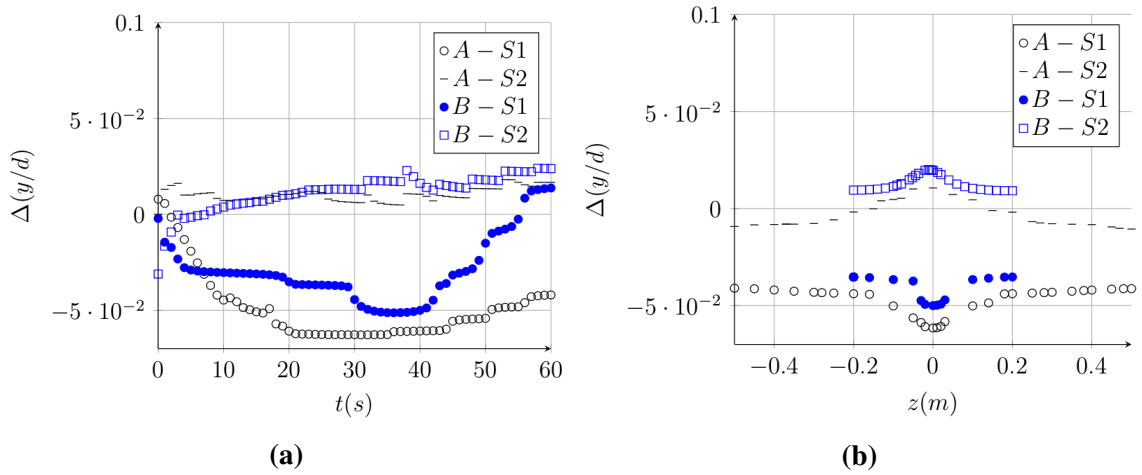 0.1
5 · 10⁻²
0
−5 · 10⁻²
Δ(y/d)
0 10 20 30 40 50 60
t(s)
A − S1
A − S2
B − S1
B − S2
(a)
0.1
5 · 10⁻²
0
−5 · 10⁻²
Δ(y/d)
−0.4 −0.2 0 0.2 0.4
z(m)
A − S1
A − S2
B − S1
B − S2
(b)